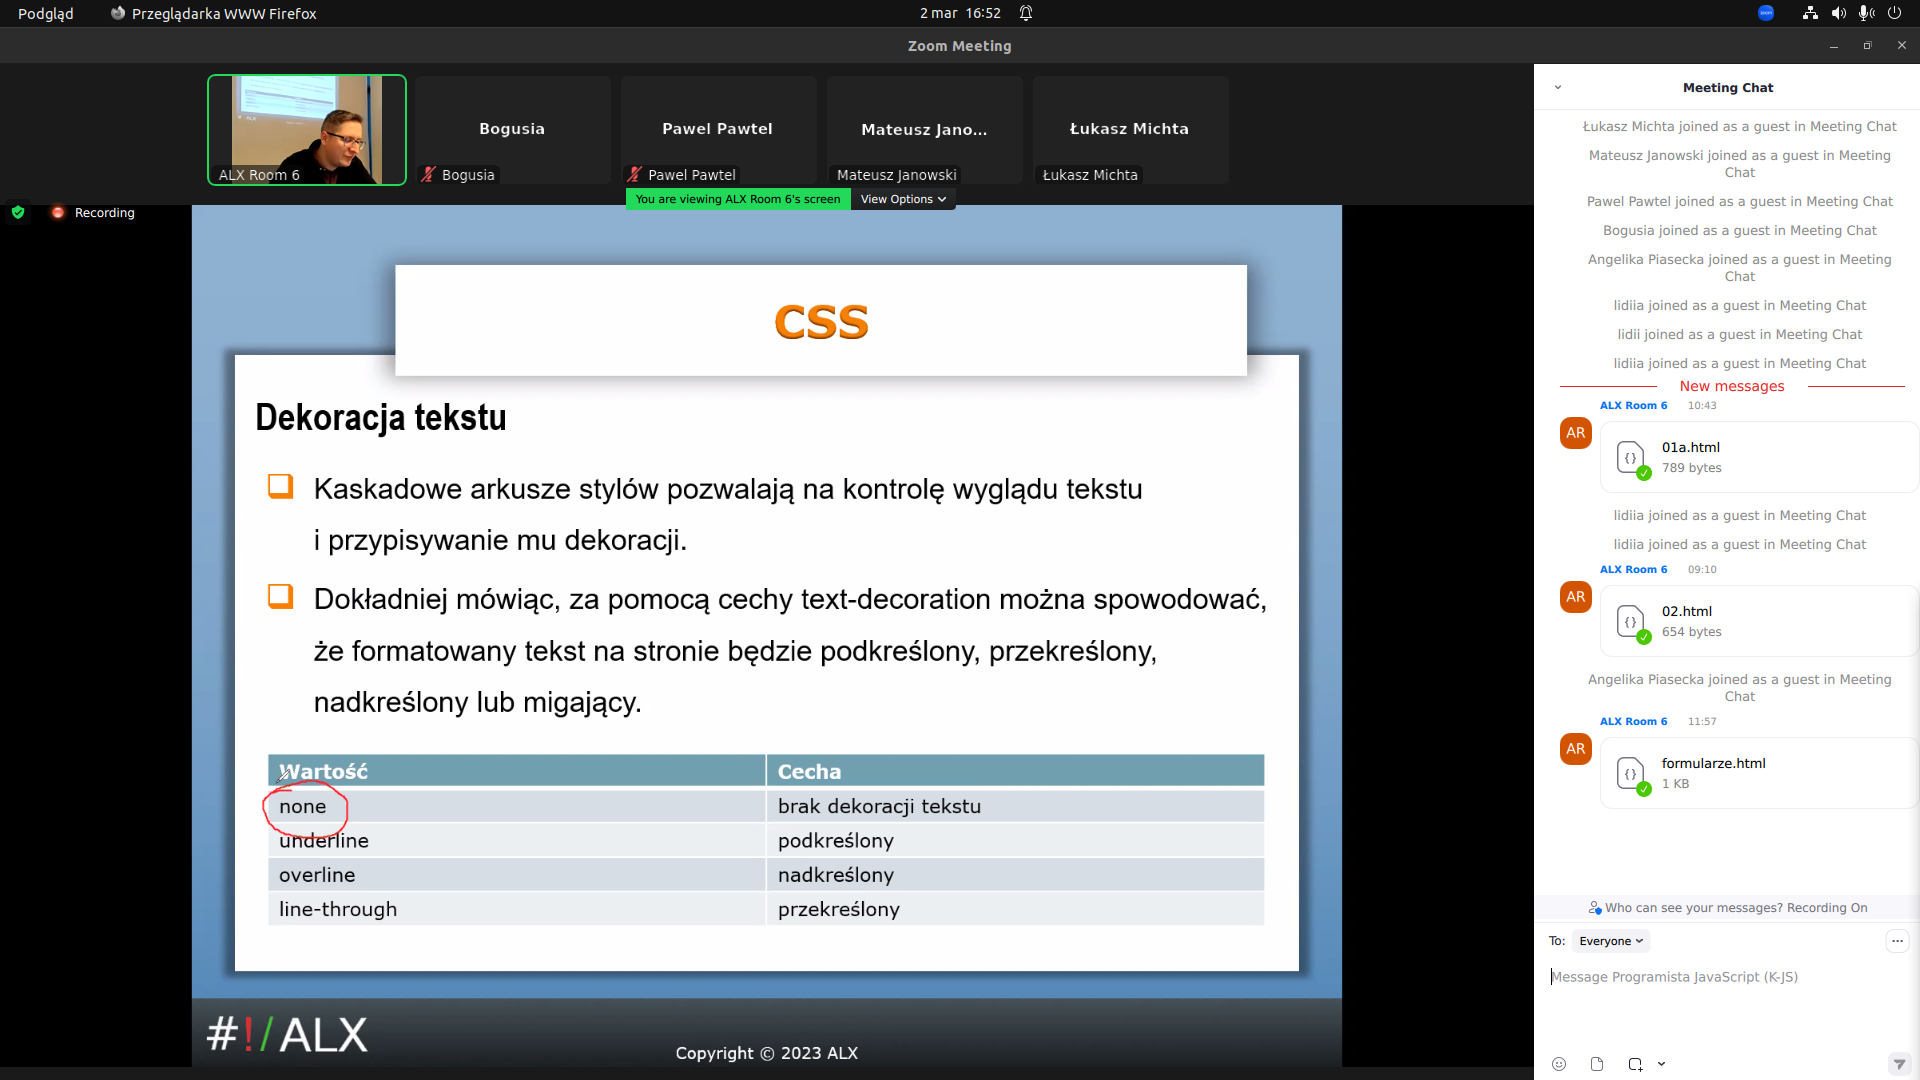 Podgląd
Przeglądarka WWW Firefox
2 mar 16:52
Zoom Meeting
ALX Room 6
Bogusia
Bogusia
Pawel Pawtel
Pawel Pawtel
Mateusz Jano...
Mateusz Janowski
Łukasz Michta
Łukasz Michta
You are viewing ALX Room 6's screen
View Options
Recording
CSS
Dekoracja tekstu
Kaskadowe arkusze stylów pozwalają na kontrolę wyglądu tekstu
i przypisywanie mu dekoracji.
Dokładniej mówiąc, za pomocą cechy text-decoration można spowodować,
że formatowany tekst na stronie będzie podkreślony, przekreślony,
nadkreślony lub migający.
Wartość Cecha
none brak dekoracji tekstu
underline podkreślony
overline nadkreślony
line-through przekreślony
#!/ALX
Copyright © 2023 ALX
Meeting Chat
Łukasz Michta joined as a guest in Meeting Chat
Mateusz Janowski joined as a guest in Meeting
Chat
Pawel Pawtel joined as a guest in Meeting Chat
Bogusia joined as a guest in Meeting Chat
Angelika Piasecka joined as a guest in Meeting
Chat
lidiia joined as a guest in Meeting Chat
lidii joined as a guest in Meeting Chat
lidiia joined as a guest in Meeting Chat
New messages
ALX Room 6 10:43
AR
01a.html
789 bytes
lidiia joined as a guest in Meeting Chat
lidiia joined as a guest in Meeting Chat
ALX Room 6 09:10
AR
02.html
654 bytes
Angelika Piasecka joined as a guest in Meeting
Chat
ALX Room 6 11:57
AR
formularze.html
1 KB
Who can see your messages? Recording On
To: Everyone
Message Programista JavaScript (K-JS)